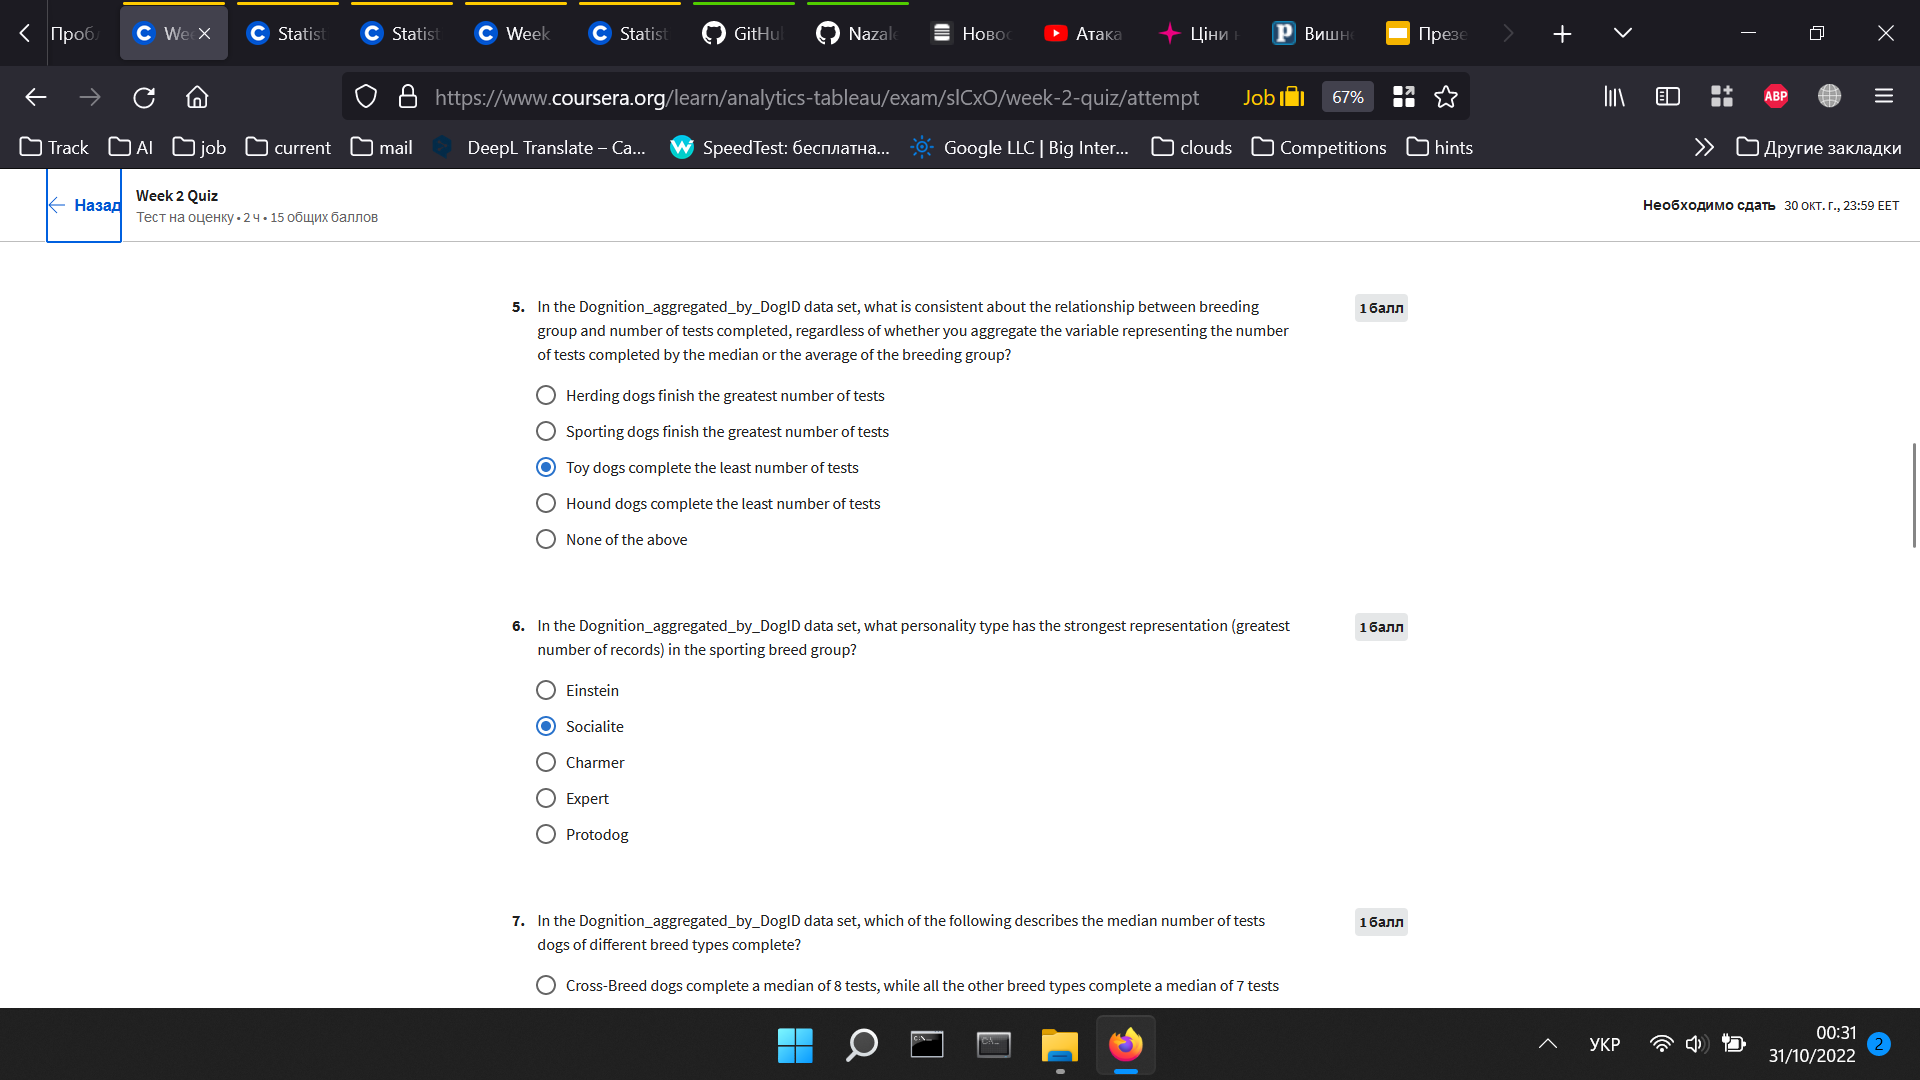 Проб
Wee
Statist
Statist
Week
Statist
GitHu
Nazal
Новос
Атака
Ціни
Вишн
Презе
https://www.coursera.org/learn/analytics-tableau/exam/slCxO/week-2-quiz/attempt
Job
67%
ABP
Track
AI
job
current
mail
DeepL Translate – Ca...
SpeedTest: бесплатна...
Google LLC | Big Inter...
clouds
Competitions
hints
Другие закладки
Назад
Week 2 Quiz
Тест на оценку • 2 ч • 15 общих баллов
Необходимо сдать 30 окт. г., 23:59 EET
5. In the Dognition_aggregated_by_DogID data set, what is consistent about the relationship between breeding
group and number of tests completed, regardless of whether you aggregate the variable representing the number
of tests completed by the median or the average of the breeding group?
1 балл
Herding dogs finish the greatest number of tests
Sporting dogs finish the greatest number of tests
Toy dogs complete the least number of tests
Hound dogs complete the least number of tests
None of the above
6. In the Dognition_aggregated_by_DogID data set, what personality type has the strongest representation (greatest
number of records) in the sporting breed group?
1 балл
Einstein
Socialite
Charmer
Expert
Protodog
7. In the Dognition_aggregated_by_DogID data set, which of the following describes the median number of tests
dogs of different breed types complete?
1 балл
Cross-Breed dogs complete a median of 8 tests, while all the other breed types complete a median of 7 tests
УКР
00:31
31/10/2022
2